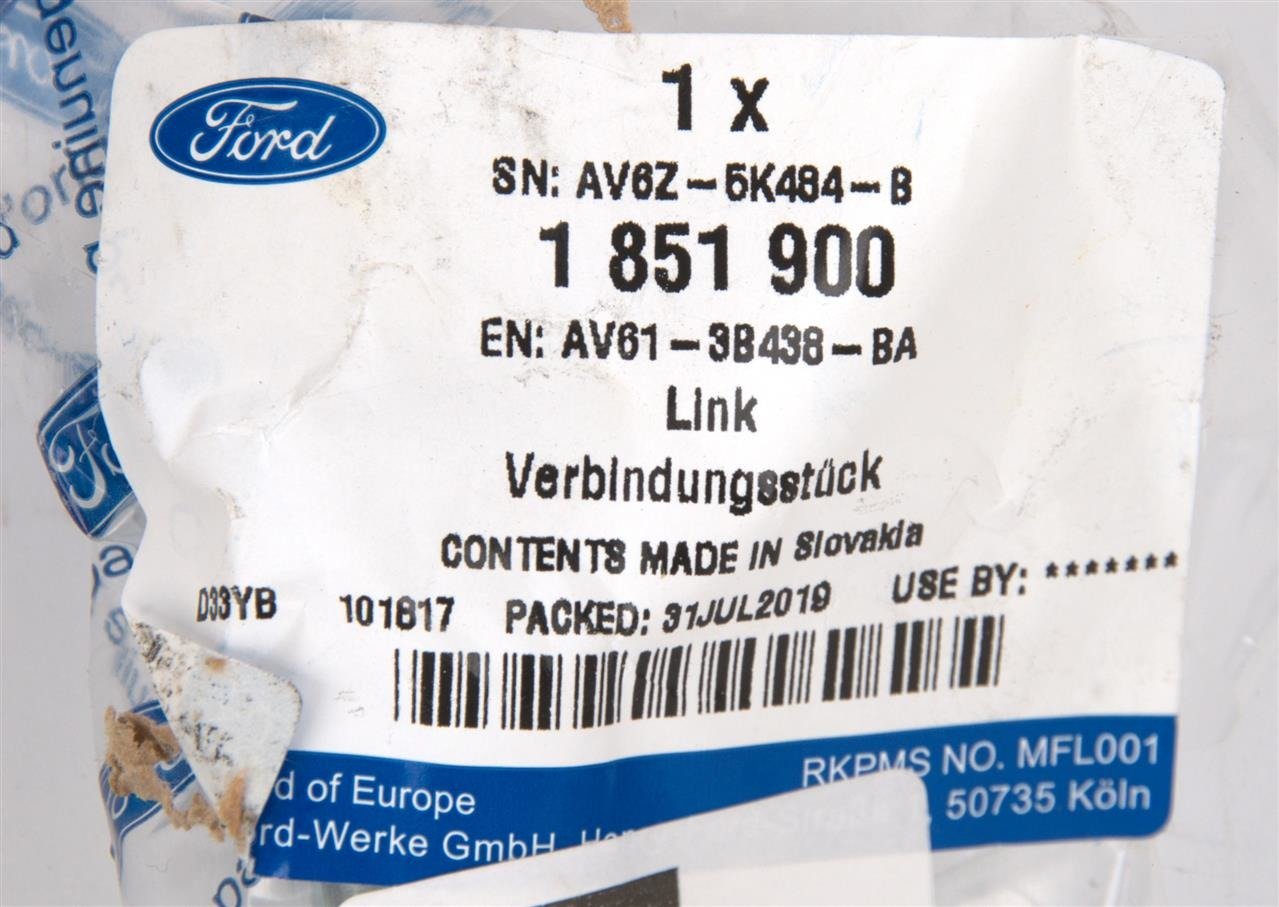 Ford
1 x
SN: AV6Z-5K484-B
1 851 900
EN: AV61-3B438-BA
Link
Verbindungsstück
CONTENTS MADE IN Slovakia
D33YB 101817 PACKED: 31JUL2019 USE BY: *******
RKPMS NO. MFL001
d of Europe
50735 Köln
rd-Werke GmbH